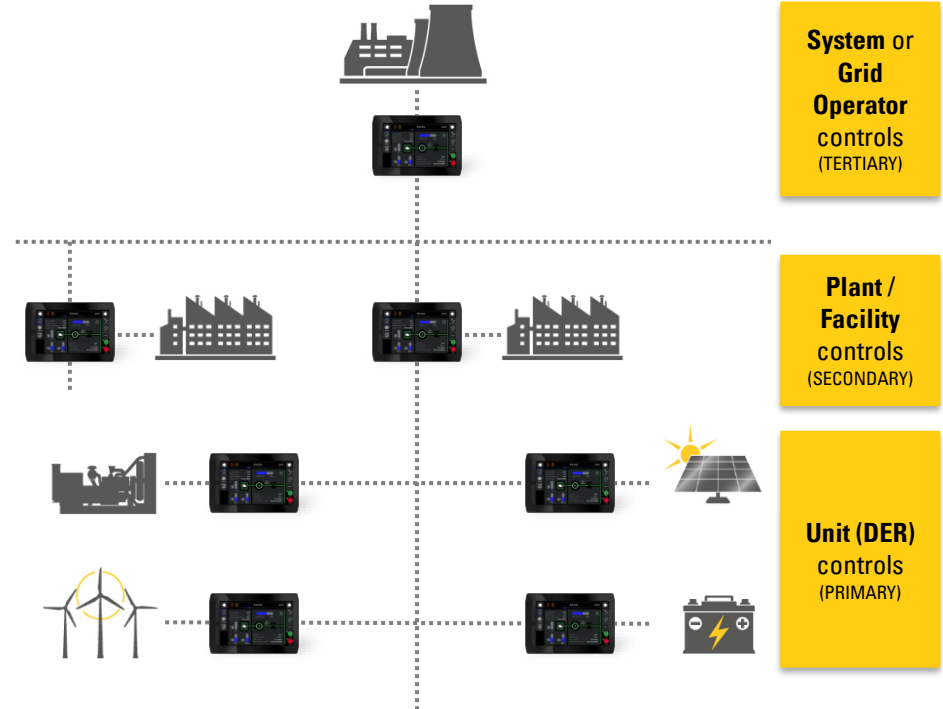 System or
Grid
Operator
controls
(TERTIARY)
Plant /
Facility
controls
(SECONDARY)
Unit (DER)
controls
(PRIMARY)